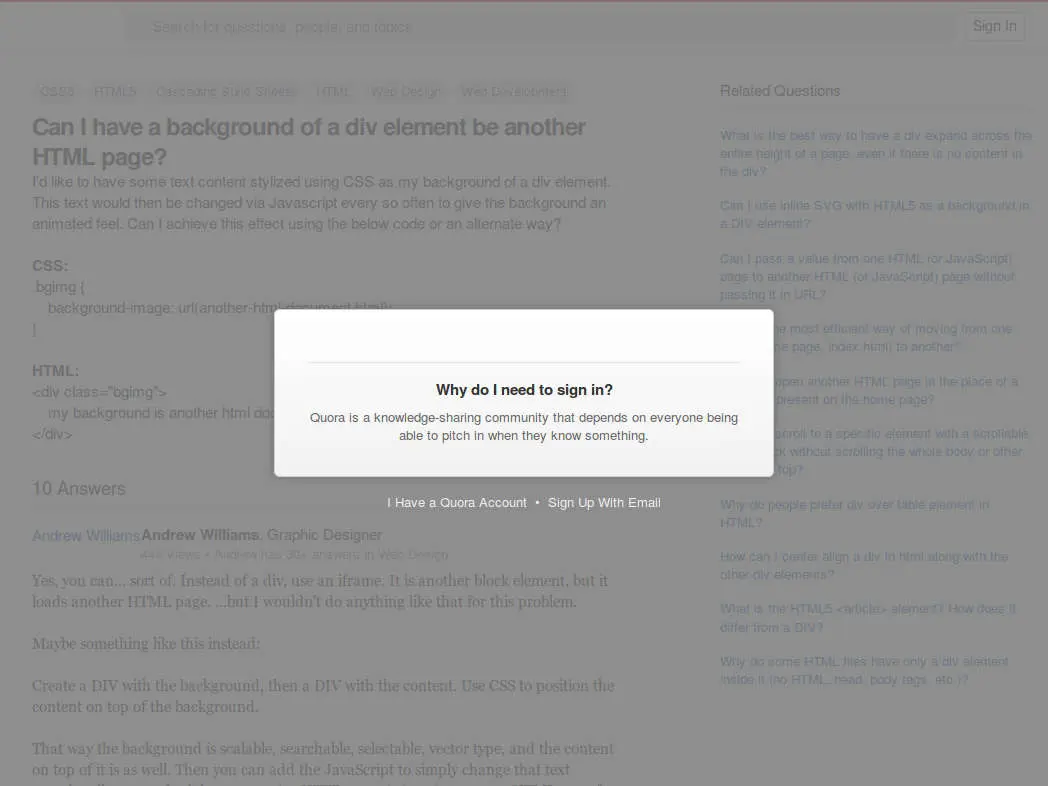 Search for questions, people, and topics
Sign In
CSS3 HTML5 Cascading Style Sheets HTML Web Design Web Development
Can I have a background of a div element be another
HTML page?
I'd like to have some text content stylized using CSS as my background of a div element.
This text would then be changed via Javascript every so often to give the background an
animated feel. Can I achieve this effect using the below code or an alternate way?
CSS:
.bgimg {
background-image: url(another-html-document.html);
}
HTML:
<div class="bgimg">
my background is another html
</div>
10 Answers
Andrew Williams Andrew Williams, Graphic Designer
views • Andrew has 30+ answers in Web Design
Yes, you can... sort of. Instead of a div, use an iframe. It is another block element, but it
loads another HTML page. ...but I wouldn't do anything like that for this problem.
Maybe something like this instead:
Create a DIV with the background, then a DIV with the content. Use CSS to position the
content on top of the background.
That way the background is scalable, searchable, selectable, vector type, and the content
on top of it is as well. Then you can add the JavaScript to simply change that text
Why do I need to sign in?
Quora is a knowledge-sharing community that depends on everyone being
able to pitch in when they know something.
I Have a Quora Account • Sign Up With Email
Related Questions
What is the best way to have a div expand across the
entire height of a page, even if there is no content in
the div?
Can I use inline SVG with HTML5 as a background in
a DIV element?
Can I pass a value from one HTML (or JavaScript)
page to another HTML (or JavaScript) page without
passing it in URL?
most efficient way of moving from one
page, index.html) to another?
open another HTML page in the place of a
present on the home page?
scroll to a specific element with a scrollable
without scrolling the whole body or other
top?
Why do people prefer div over table element in
HTML?
How can I center align a div in html along with the
other div elements?
What is the HTML5 <article> element? How does it
differ from a DIV?
Why do some HTML files have only a div element
inside it (no HTML, head, body tags, etc.)?